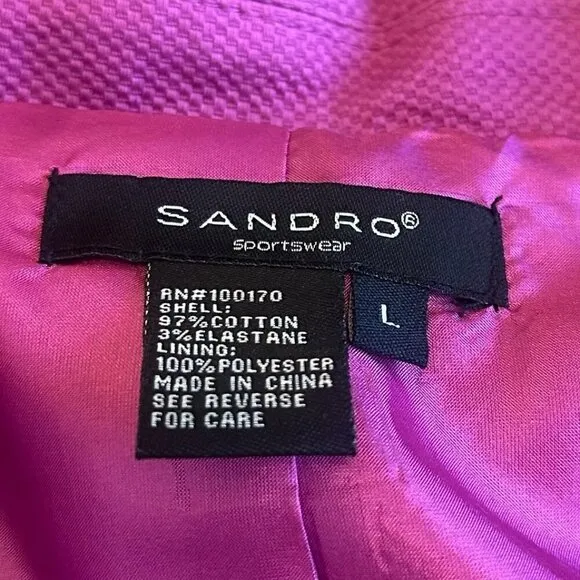 SANDRO®
Sportswear
L
RN#100170
SHELL:
97%COTTON
3%ELASTANE
LINING:
100%POLYESTER
MADE IN CHINA
SEE REVERSE
FOR CARE